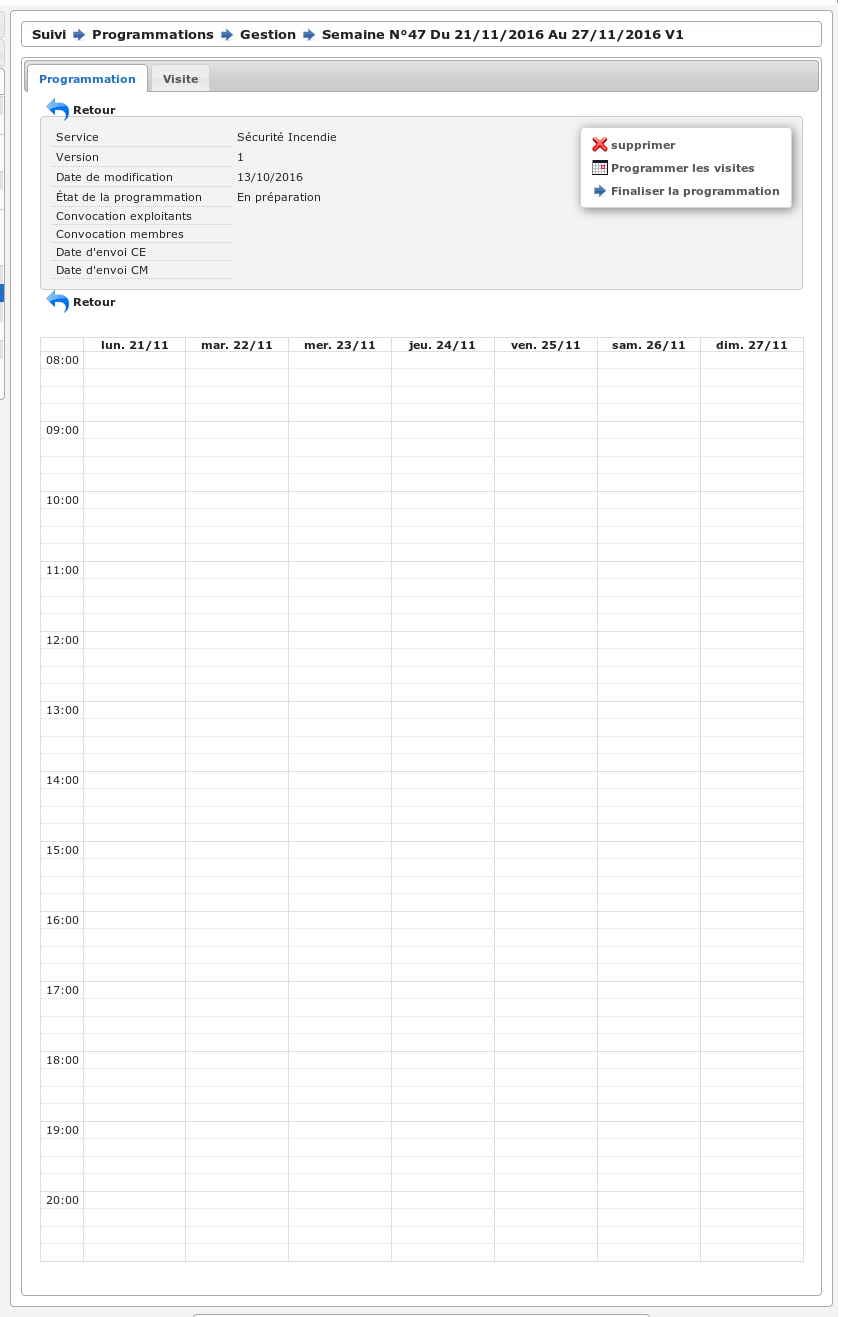 Suivi Programmations Gestion Semaine N°47 Du 21/11/2016 Au 27/11/2016 V1
Programmation Visite
Retour
Service Sécurité Incendie
Version 1
Date de modification 13/10/2016
État de la programmation En préparation
Convocation exploitants
Convocation membres
Date d'envoi CE
Date d'envoi CM
supprimer
Programmer les visites
Finaliser la programmation
Retour
lun. 21/11 mar. 22/11 mer. 23/11 jeu. 24/11 ven. 25/11 sam. 26/11 dim. 27/11
08:00
09:00
10:00
11:00
12:00
13:00
14:00
15:00
16:00
17:00
18:00
19:00
20:00